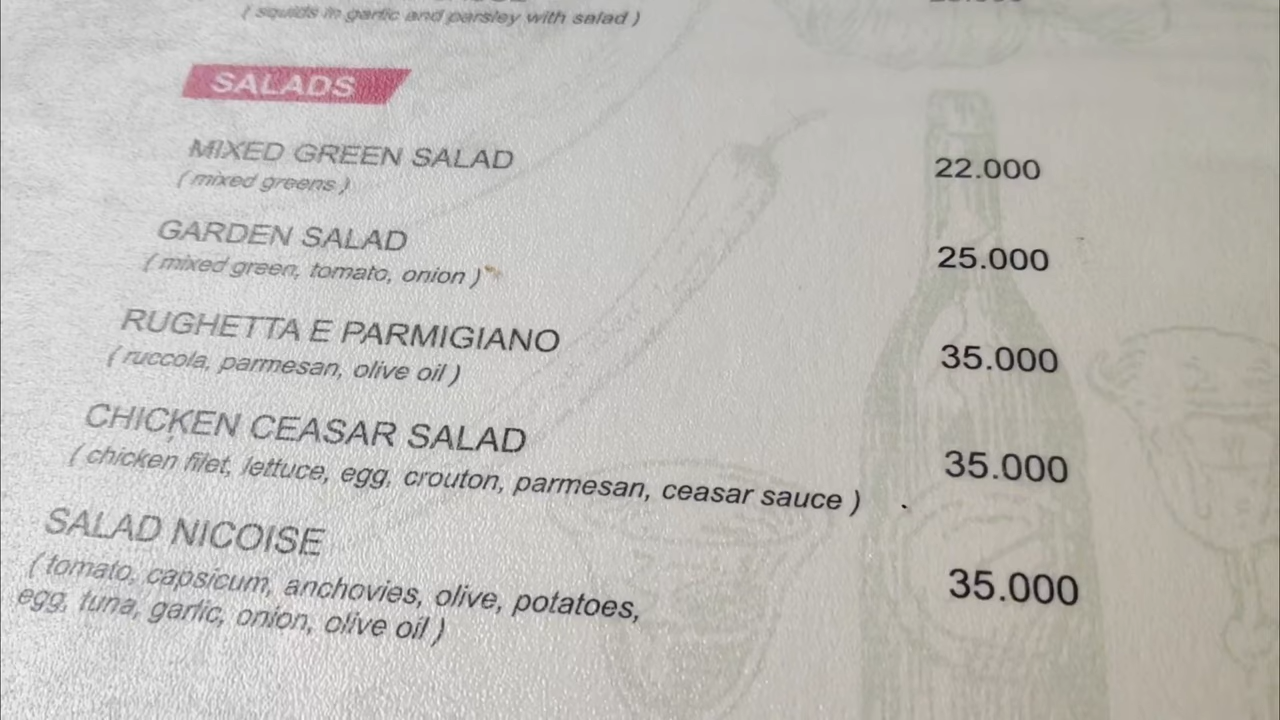 ( squids in garlic and parsley with salad )
SALADS
MIXED GREEN SALAD 22.000
( mixed greens )
GARDEN SALAD 25.000
( mixed green, tomato, onion )
RUGHETTA E PARMIGIANO 35.000
( ruccola, parmesan, olive oil )
CHICKEN CEASAR SALAD 35.000
( chicken filet, lettuce, egg, crouton, parmesan, ceasar sauce )
SALAD NICOISE 35.000
( tomato, capsicum, anchovies, olive, potatoes,
egg, tuna, garlic, onion, olive oil )